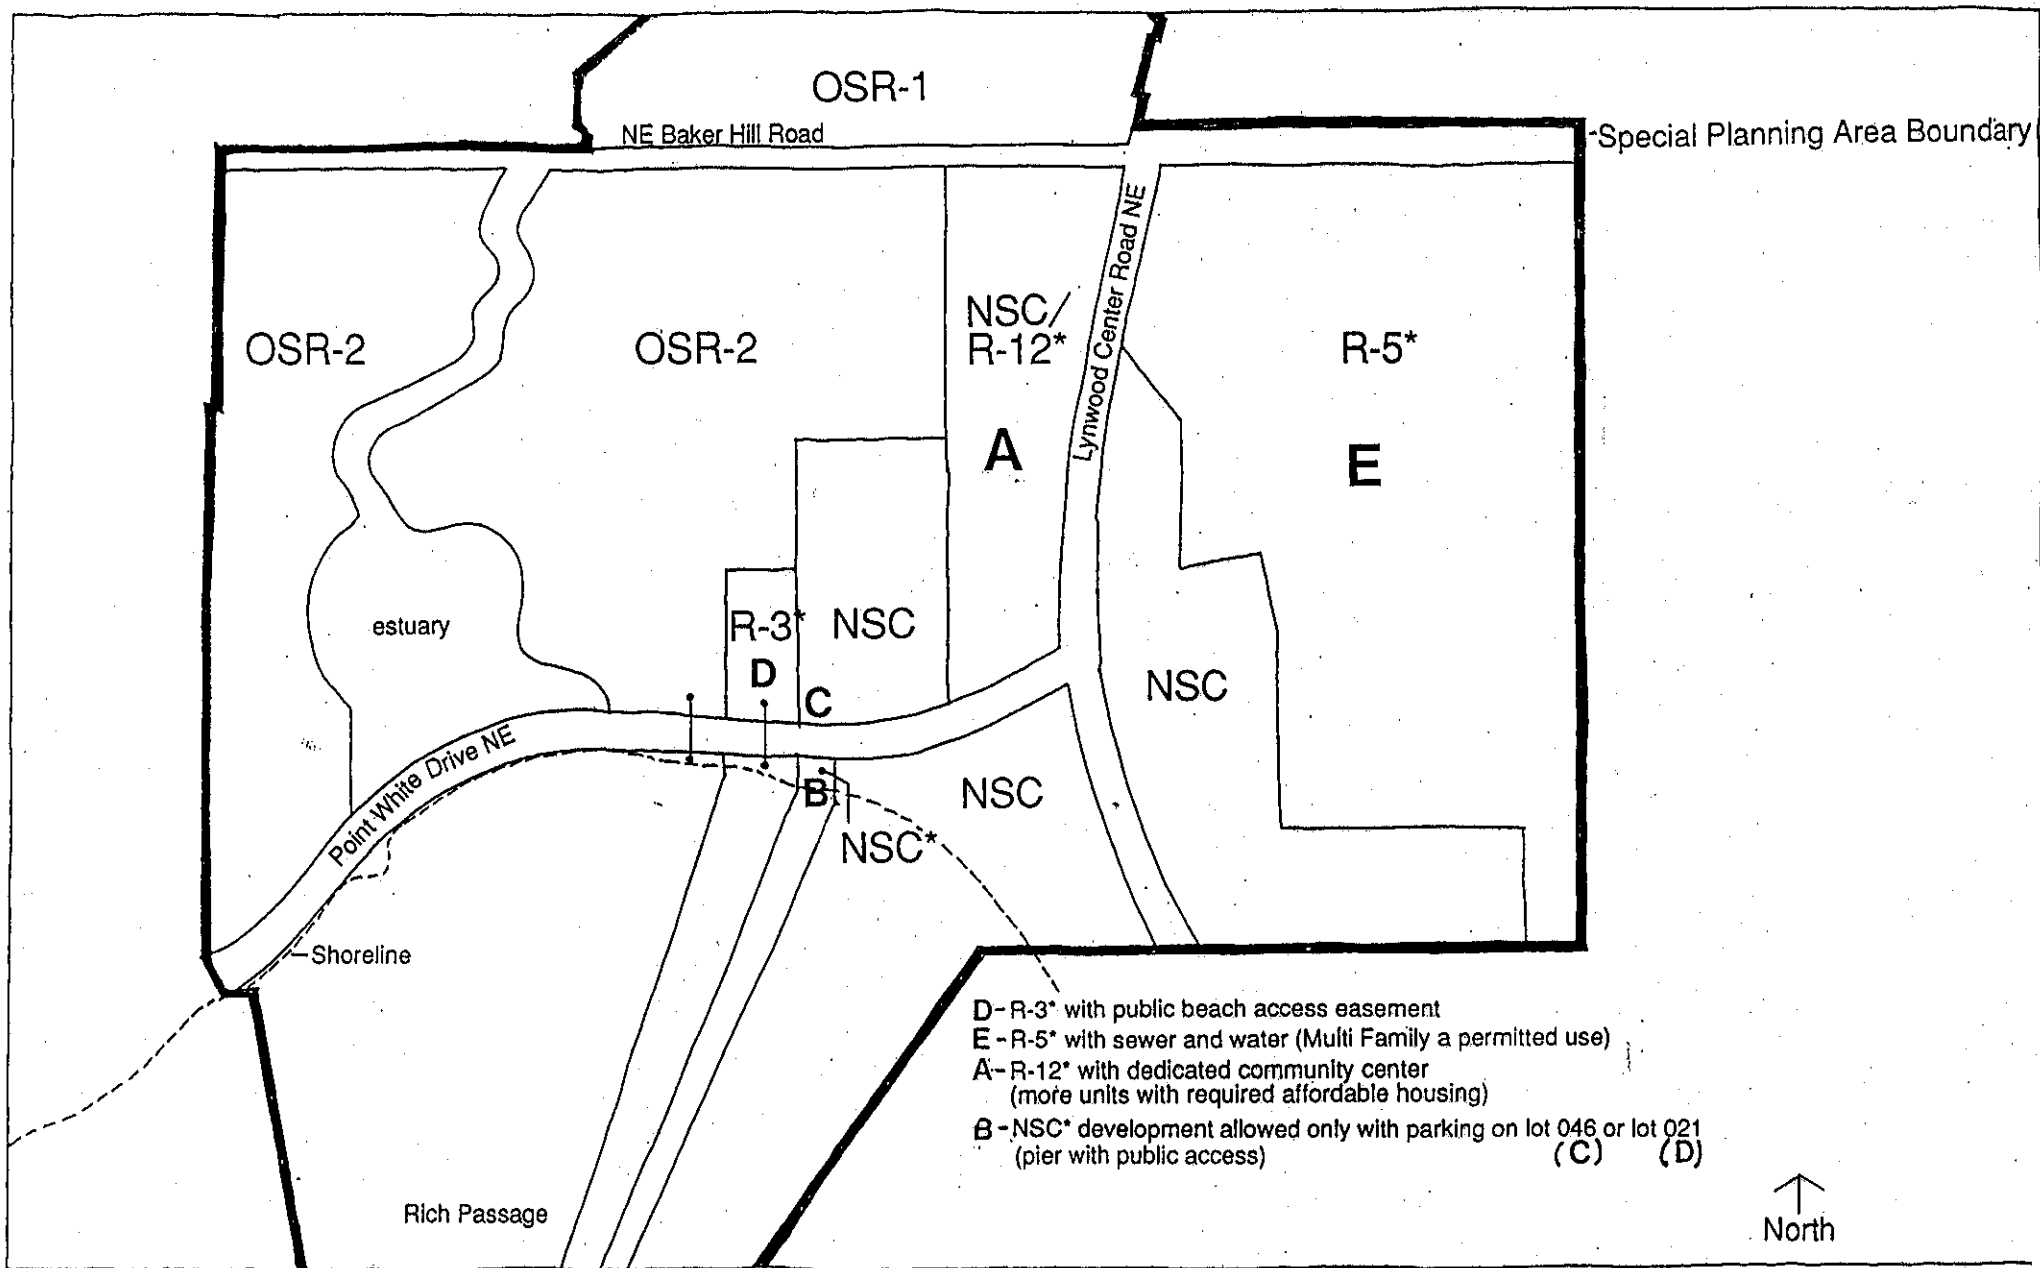 OSR-1
NE Baker Hill Road
Special Planning Area Boundary
Lynwood Center Road NE
OSR-2
OSR-2
NSC/
R-12*
A
R-5*
E
estuary
R-3*
D
NSC
C
NSC
Point White Drive NE
B
NSC
NSC*
Shoreline
D-R-3* with public beach access easement
E-R-5* with sewer and water (Multi Family a permitted use)
A-R-12* with dedicated community center
(more units with required affordable housing)
B-NSC* development allowed only with parking on lot 046 or lot 021
(pier with public access) (C) (D)
Rich Passage
North